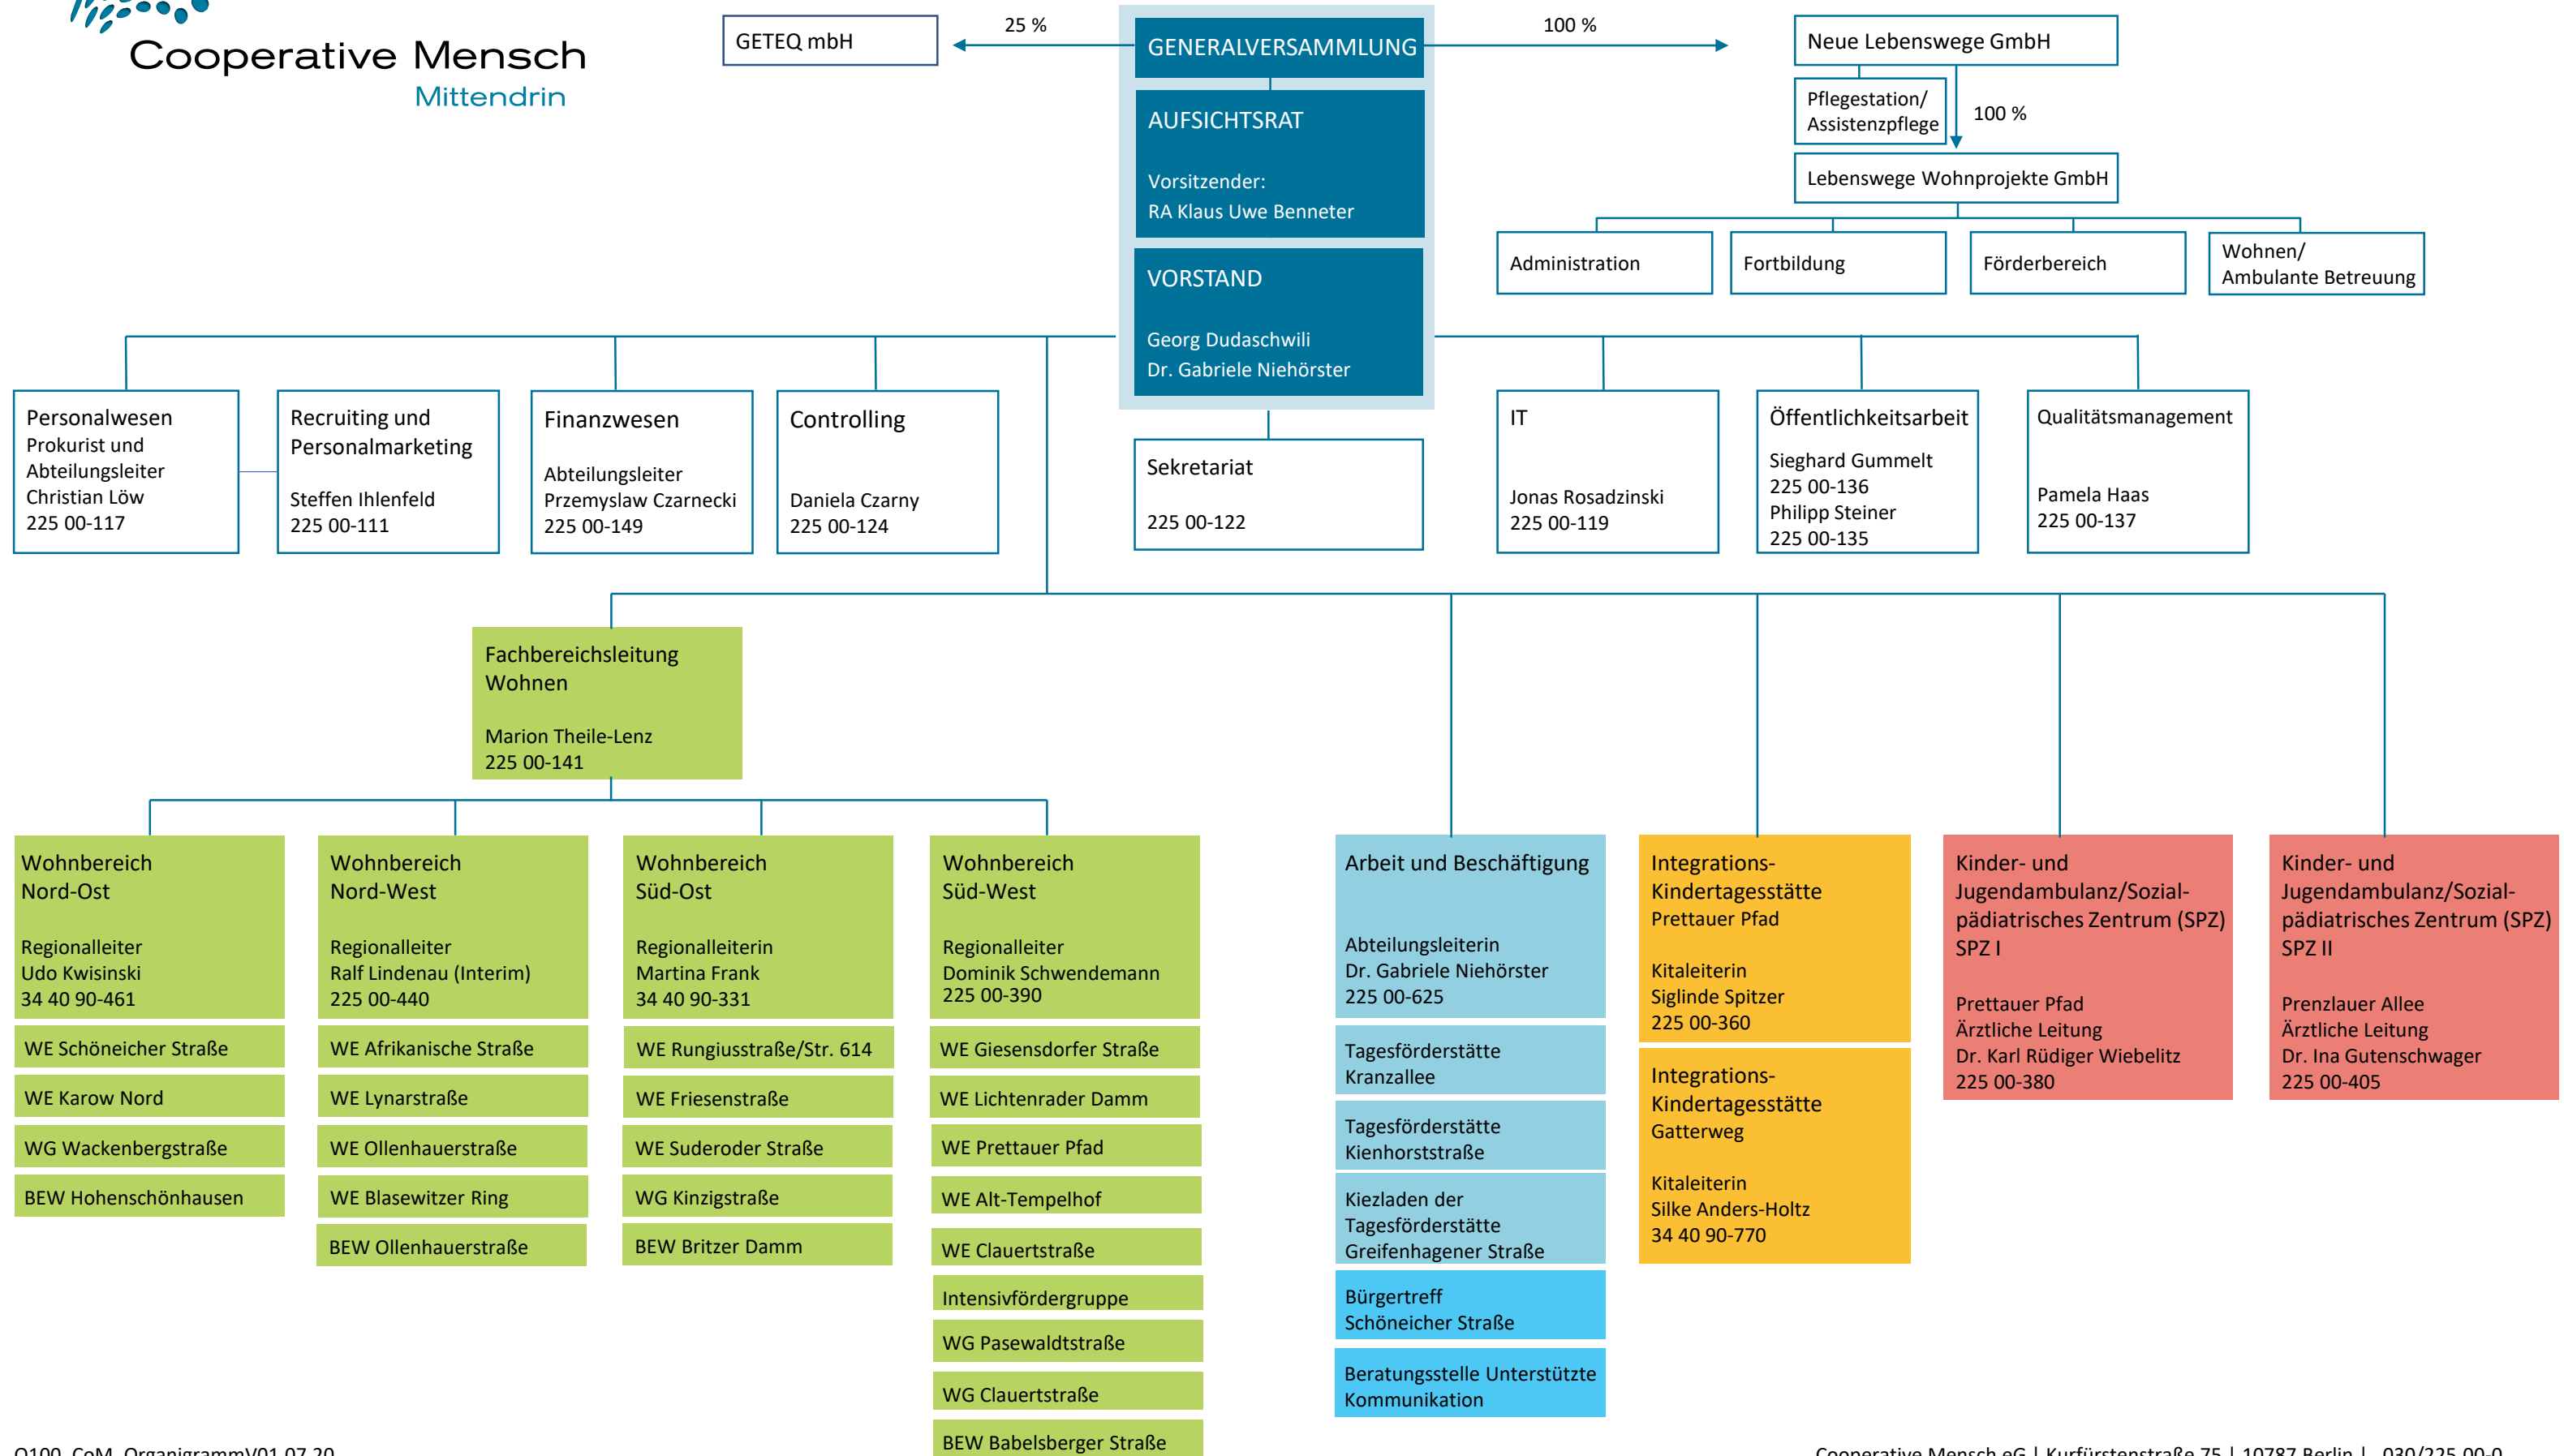 Cooperative Mensch
Mittendrin
GETEQ mbH
25 %
GENERALVERSAMMLUNG
100 %
Neue Lebenswege GmbH
Pflegestation/
Assistenzpflege
100 %
Lebenswege Wohnprojekte GmbH
Administration
Fortbildung
Förderbereich
Wohnen/
Ambulante Betreuung
AUFSICHTSRAT
Vorsitzender:
RA Klaus Uwe Benneter
VORSTAND
Georg Dudaschwili
Dr. Gabriele Niehörster
Personalwesen
Prokurist und
Abteilungsleiter
Christian Löw
225 00-117
Recruiting und
Personalmarketing
Steffen Ihlenfeld
225 00-111
Finanzwesen
Abteilungsleiter
Przemyslaw Czarnecki
225 00-149
Controlling
Daniela Czarny
225 00-124
Sekretariat
225 00-122
IT
Jonas Rosadzinski
225 00-119
Öffentlichkeitsarbeit
Sieghard Gummelt
225 00-136
Philipp Steiner
225 00-135
Qualitätsmanagement
Pamela Haas
225 00-137
Fachbereichsleitung
Wohnen
Marion Theile-Lenz
225 00-141
Wohnbereich
Nord-Ost
Regionalleiter
Udo Kwisinski
34 40 90-461
WE Schöneicher Straße
WE Karow Nord
WG Wackenbergstraße
BEW Hohenschönhausen
Wohnbereich
Nord-West
Regionalleiter
Ralf Lindenau (Interim)
225 00-440
WE Afrikanische Straße
WE Lynarstraße
WE Ollenhauerstraße
WE Blasewitzer Ring
BEW Ollenhauerstraße
Wohnbereich
Süd-Ost
Regionalleiterin
Martina Frank
34 40 90-331
WE Rungiusstraße/Str. 614
WE Friesenstraße
WE Suderoder Straße
WG Kinzigstraße
BEW Britzer Damm
Wohnbereich
Süd-West
Regionalleiter
Dominik Schwendemann
225 00-390
WE Giesensdorfer Straße
WE Lichtenrader Damm
WE Prettauer Pfad
WE Alt-Tempelhof
WE Clauertstraße
Intensivfördergruppe
WG Pasewaldtstraße
WG Clauertstraße
BEW Babelsberger Straße
Arbeit und Beschäftigung
Abteilungsleiterin
Dr. Gabriele Niehörster
225 00-625
Tagesförderstätte
Kranzallee
Tagesförderstätte
Kienhorststraße
Kiezladen der
Tagesförderstätte
Greifenhagener Straße
Bürgertreff
Schöneicher Straße
Beratungsstelle Unterstützte
Kommunikation
Integrations-
Kindertagesstätte
Prettauer Pfad
Kitaleiterin
Siglinde Spitzer
225 00-360
Integrations-
Kindertagesstätte
Gatterweg
Kitaleiterin
Silke Anders-Holtz
34 40 90-770
Kinder- und
Jugendambulanz/Sozial-
pädiatrisches Zentrum (SPZ)
SPZ I
Prettauer Pfad
Ärztliche Leitung
Dr. Karl Rüdiger Wiebelitz
225 00-380
Kinder- und
Jugendambulanz/Sozial-
pädiatrisches Zentrum (SPZ)
SPZ II
Prenzlauer Allee
Ärztliche Leitung
Dr. Ina Gutenschwager
225 00-405
O100_CoM_OrganigrammV01.07.20
Cooperative Mensch eG | Kurfürstenstraße 75 | 10787 Berlin | 030/225 00-0